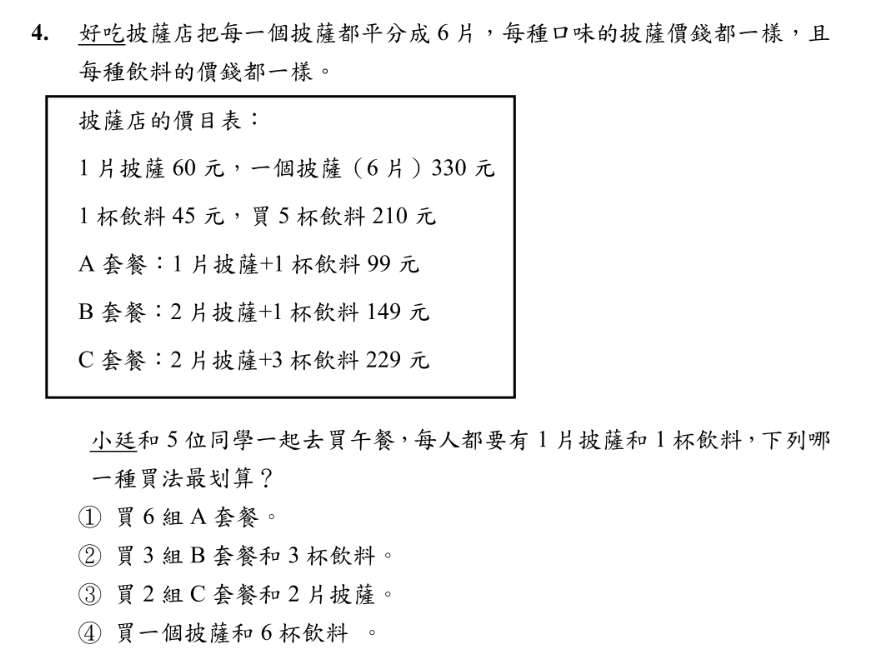 4. 好吃披薩店把每一個披薩都平分成 6 片，每種口味的披薩價錢都一樣，且
每種飲料的價錢都一樣。
披薩店的價目表：
1 片披薩 60 元，一個披薩（6 片）330 元
1 杯飲料 45 元，買 5 杯飲料 210 元
A 套餐：1 片披薩+1 杯飲料 99 元
B 套餐：2 片披薩+1 杯飲料 149 元
C 套餐：2 片披薩+3 杯飲料 229 元
小廷和 5 位同學一起去買午餐，每人都要有 1 片披薩和 1 杯飲料，下列哪
一種買法最划算？
① 買 6 組 A 套餐。
② 買 3 組 B 套餐和 3 杯飲料。
③ 買 2 組 C 套餐和 2 片披薩。
④ 買一個披薩和 6 杯飲料 。